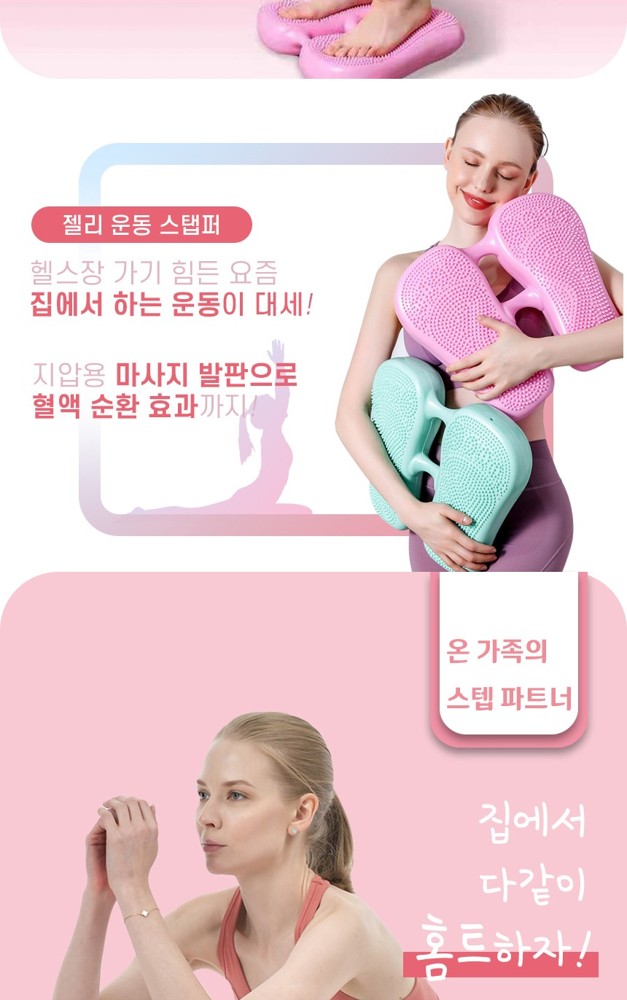 젤리 운동 스탭퍼
헬스장 가기 힘든 요즘
집에서 하는 운동이 대세!
지압용 마사지 발판으로
혈액 순환 효과까지!
온 가족의
스텝 파트너
집에서
다같이
홈트하자!